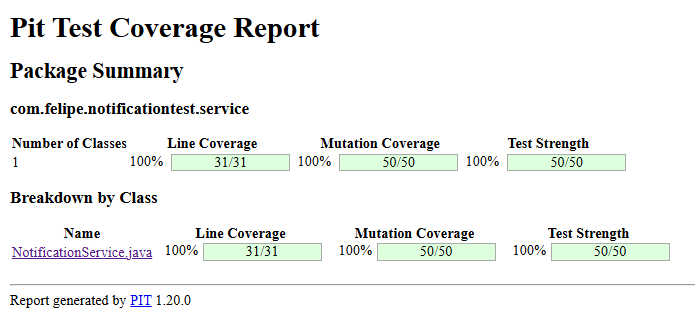 Pit Test Coverage Report
Package Summary
com.felipe.notificationtest.service
Number of Classes Line Coverage Mutation Coverage Test Strength
1 100% 31/31 100% 50/50 100% 50/50
Breakdown by Class
Name Line Coverage Mutation Coverage Test Strength
NotificationService.java 100% 31/31 100% 50/50 100% 50/50
Report generated by PIT 1.20.0